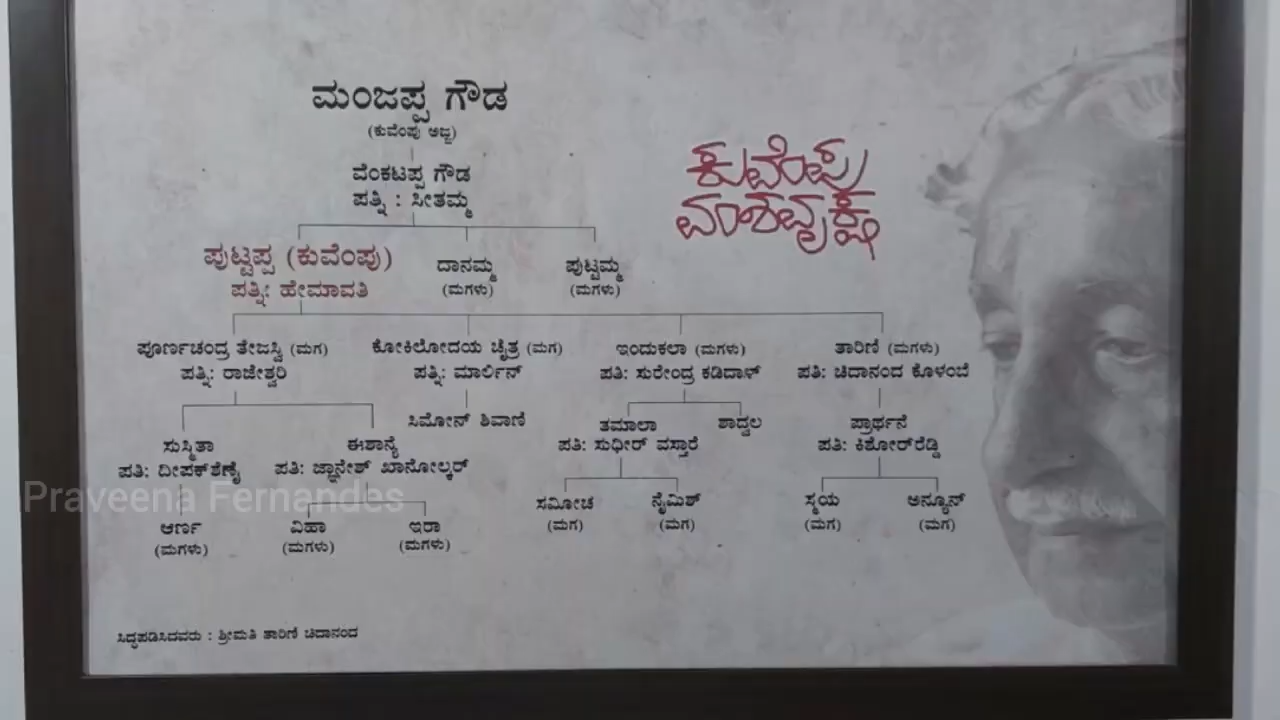 ಮಂಜಪ್ಪ ಗೌಡ
(ಕುವೆಂಪು ಅಜ್ಜ)
ವೆಂಕಟಪ್ಪ ಗೌಡ
ಪತ್ನಿ : ಸೀತಮ್ಮ
ಕುವೆಂಪು
ವಂಶವೃಕ್ಷ
ಪುಟ್ಟಪ್ಪ (ಕುವೆಂಪು) ದಾನಮ್ಮ ಪುಟ್ಟಮ್ಮ
ಪತ್ನಿ: ಹೇಮಾವತಿ (ಮಗಳು) (ಮಗಳು)
ಪೂರ್ಣಚಂದ್ರ ತೇಜಸ್ವಿ (ಮಗ) ಕೋಕಿಲೋದಯ ಚೈತ್ರ (ಮಗ) ಇಂದುಕಲಾ (ಮಗಳು) ತಾರಿಣಿ (ಮಗಳು)
ಪತ್ನಿ: ರಾಜೇಶ್ವರಿ ಪತ್ನಿ: ಮಾರ್ಲಿನ್ ಪತಿ: ಸುರೇಂದ್ರ ಕಡಿದಾಳ್ ಪತಿ: ಚಿದಾನಂದ ಕೊಳಂಬೆ
ಸಿಮೋನ್ ಶಿವಾಣಿ ತಮಾಲಾ ಶಾದ್ವಲ ಪ್ರಾರ್ಥನೆ
ಸುಸ್ಮಿತಾ ಈಶಾನ್ಯೆ ಪತಿ: ಸುಧೀರ್ ವಸ್ತಾರೆ ಪತಿ: ಕಿಶೋರ್‌ರೆಡ್ಡಿ
ಪತಿ: ದೀಪಕ್‌ಶೆಣೈ ಪತಿ: ಜ್ಞಾನೇಶ್ ಖಾನೋಲ್ಕರ್
Praveena Fernandes
ಸಮೋಚ ನೈಮಿಶ್ ಸ್ಮಯ ಅನ್ಯೂನ್
(ಮಗ) (ಮಗ) (ಮಗ) (ಮಗ)
ಆರ್ಣ ವಿಹಾ ಇರಾ
(ಮಗಳು) (ಮಗಳು) (ಮಗಳು)
ಸಿದ್ಧಪಡಿಸಿದವರು : ಶ್ರೀಮತಿ ತಾರಿಣಿ ಚಿದಾನಂದ